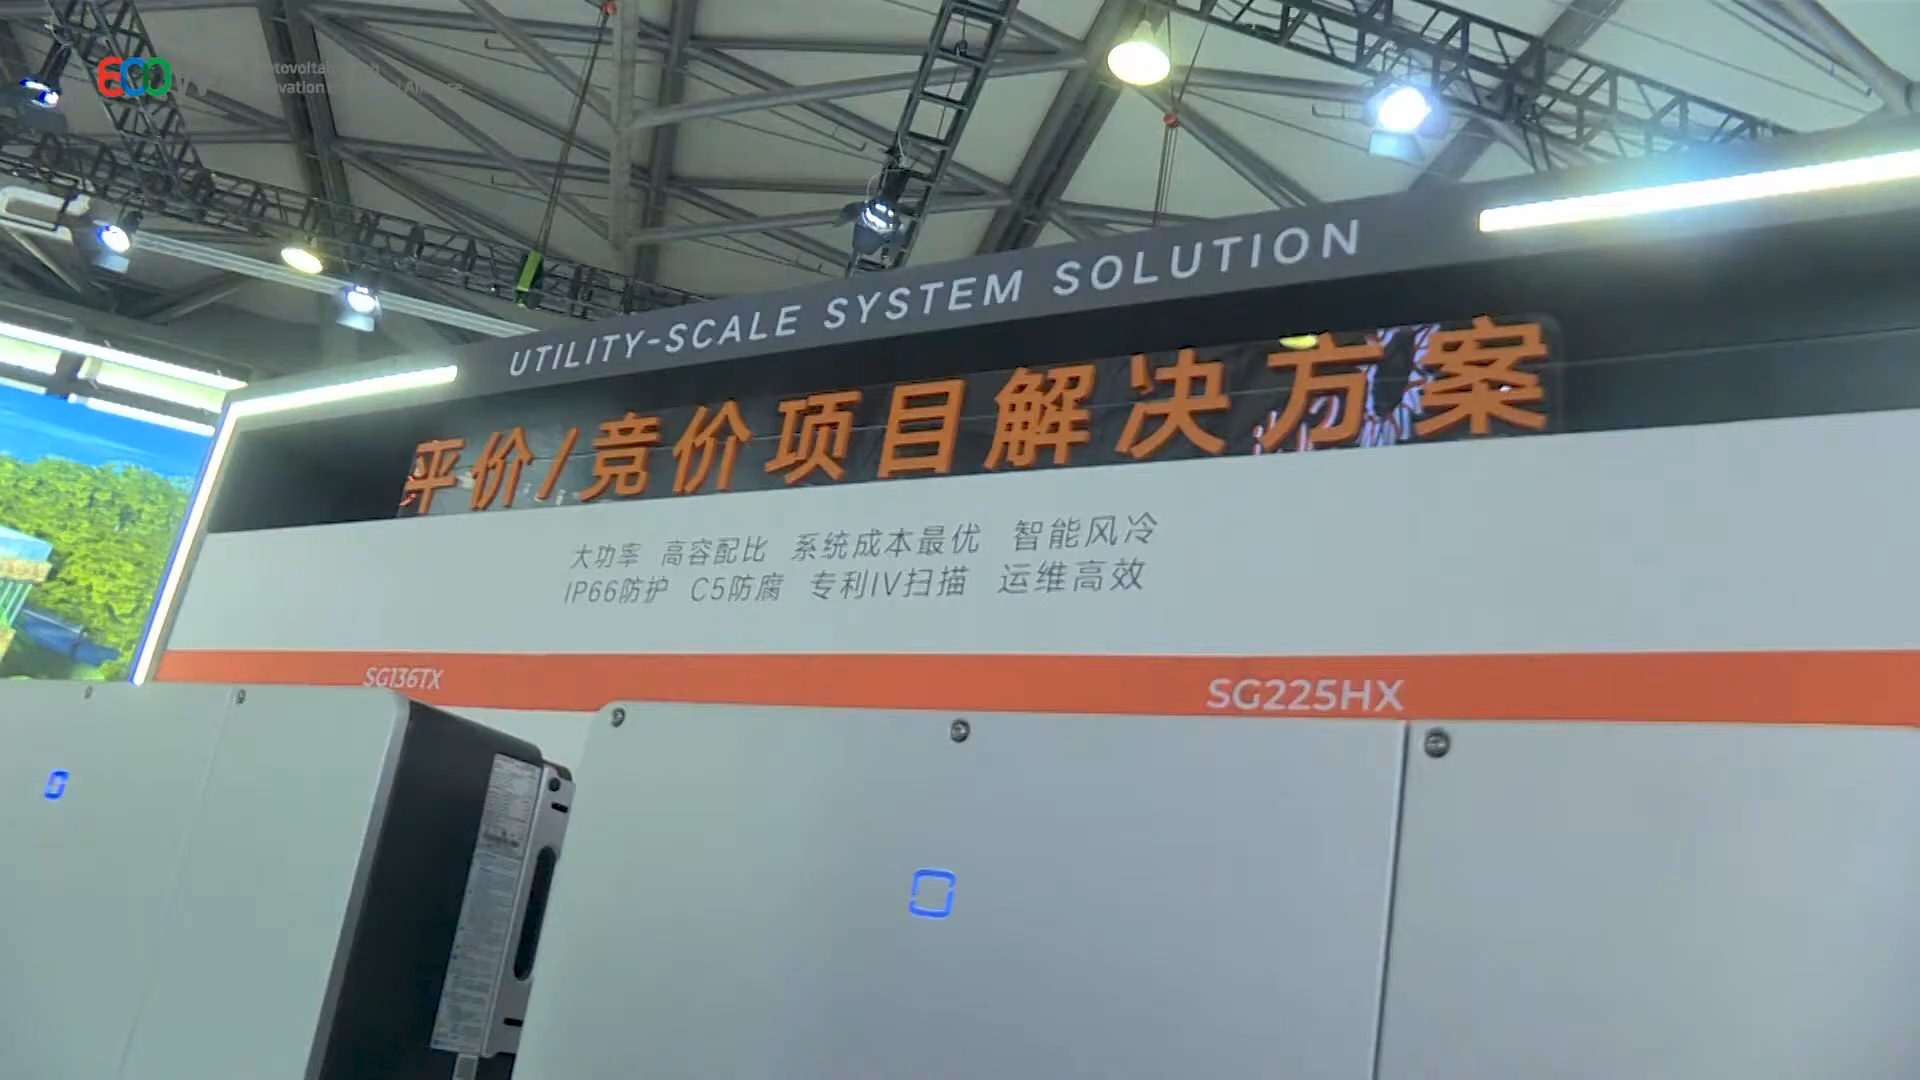 UTILITY-SCALE SYSTEM SOLUTION
平价/竞价项目解决方案
大功率 高容配比 系统成本最优 智能风冷
IP66防护 C5防腐 专利IV扫描 运维高效
SG136TX
SG225HX